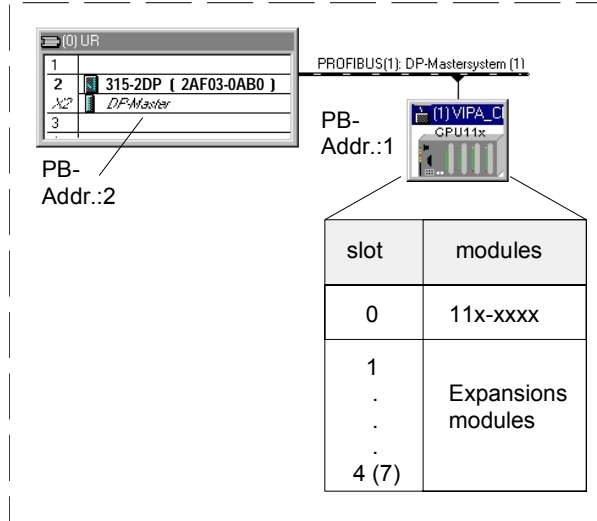 (0) UR
1
2 315-2DP ( 2AF03-0AB0 )
X2 DP-Master
3
PROFIBUS(1): DP-Mastersystem (1)
PB-
Addr.:1
(1) VIPA_C
CPU11x
PB-
Addr.:2
slot modules
0 11x-xxxx
1
.
.
.
4 (7)
Expansions
modules